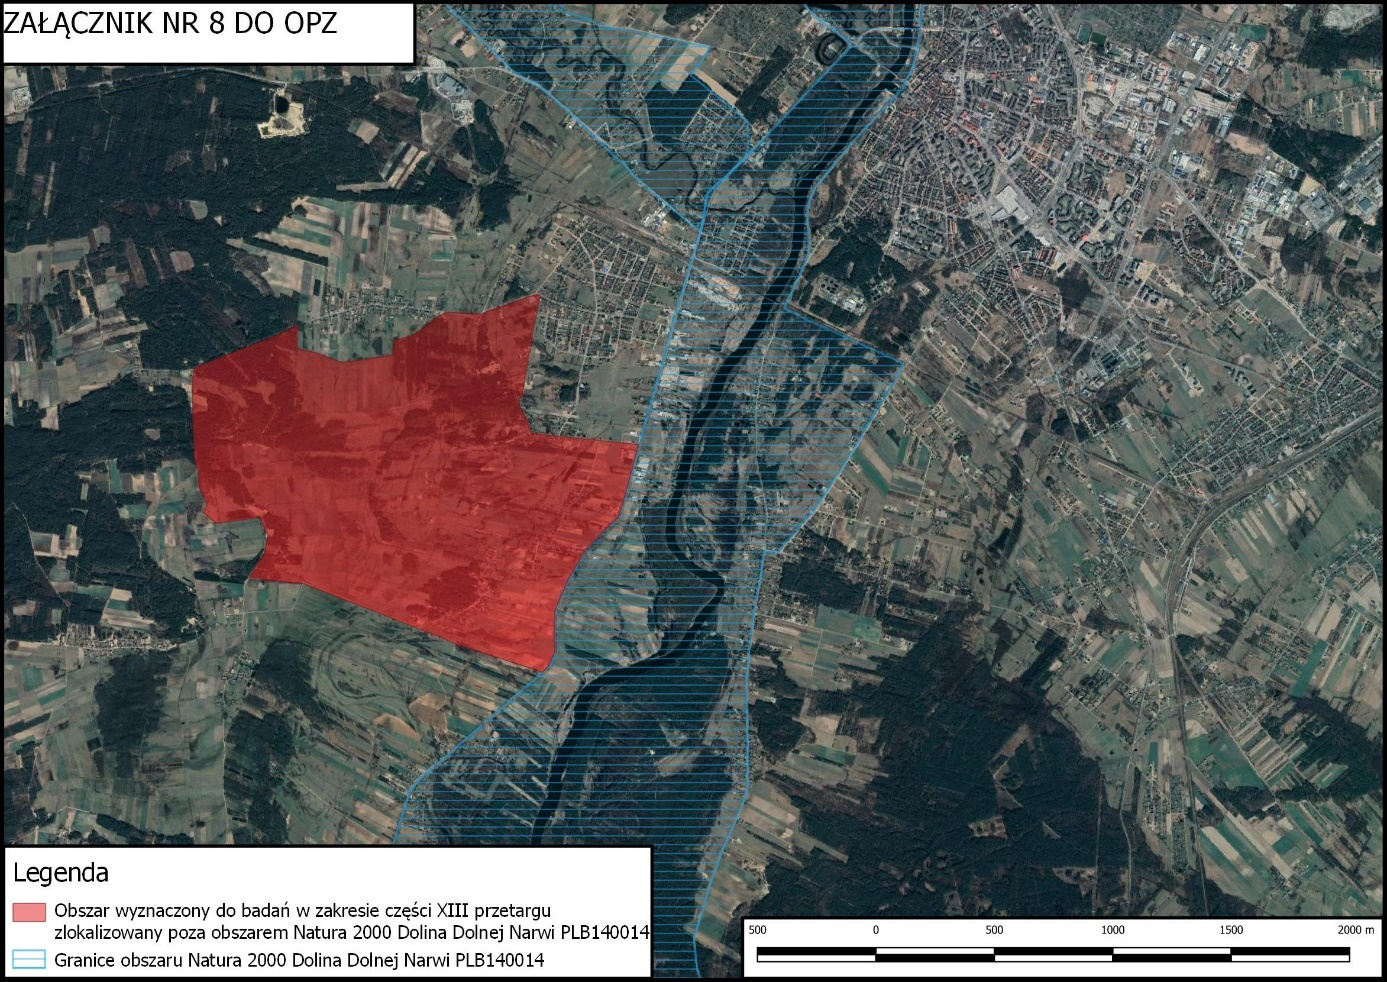 ZAŁĄCZNIK NR 8 DO OPZ
Legenda
Obszar wyznaczony do badań w zakresie części XIII przetargu
zlokalizowany poza obszarem Natura 2000 Dolina Dolnej Narwi PLB140014
Granice obszaru Natura 2000 Dolina Dolnej Narwi PLB140014
500 0 500 1000 1500 2000 m